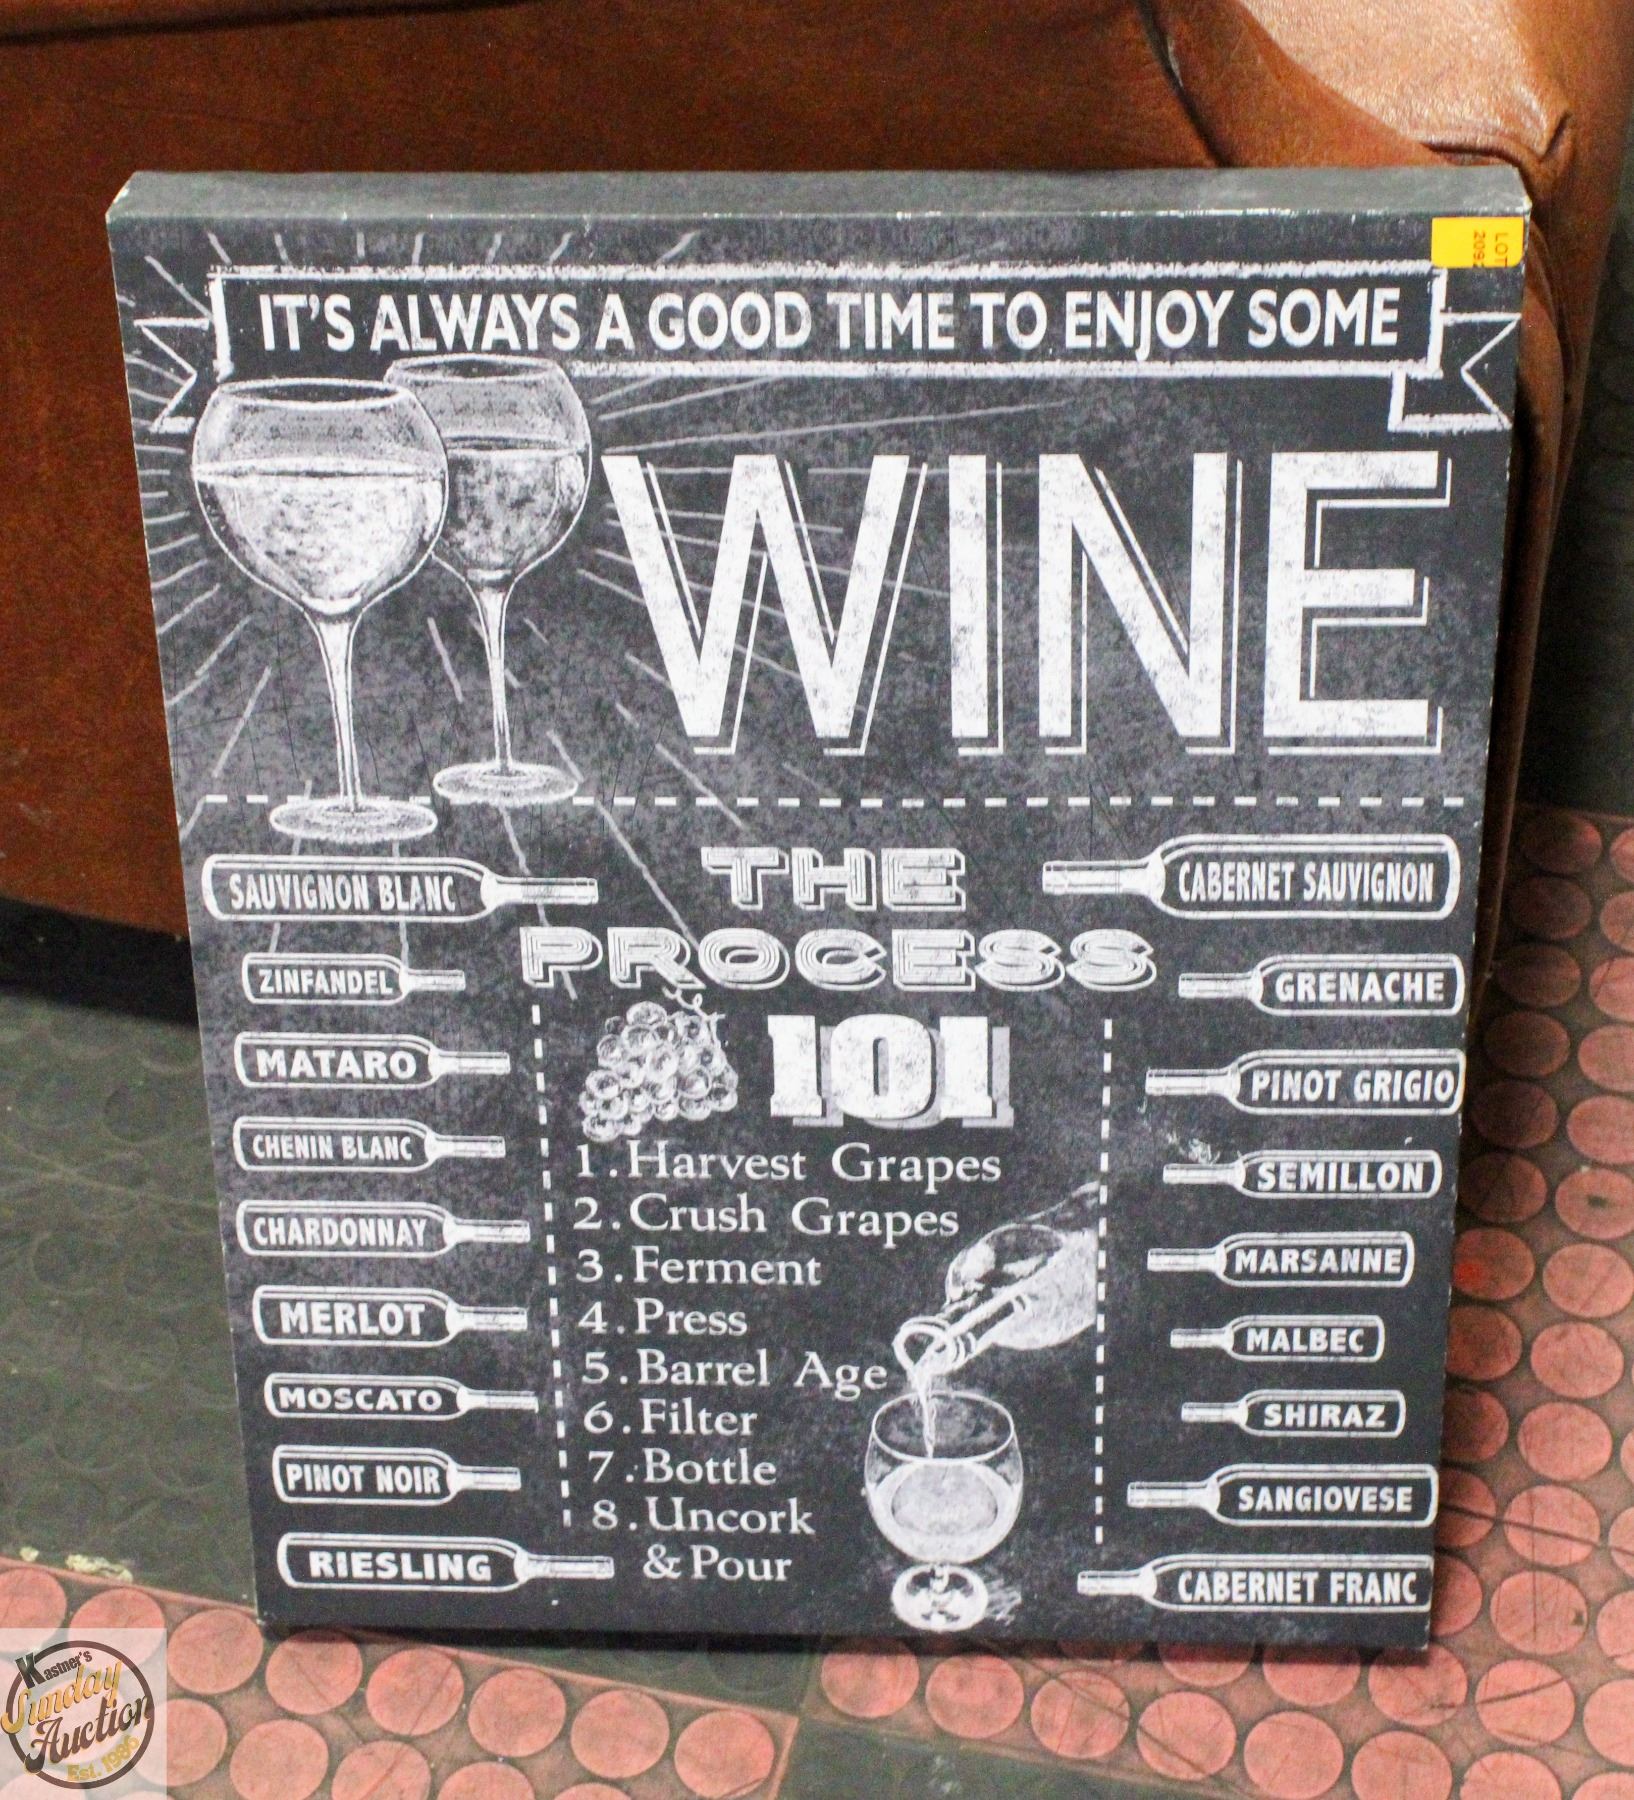 LOT
IT'S ALWAYS A GOOD TIME TO ENJOY SOME
WINE
THE
PROCESS
101
1.Harvest Grapes
2.Crush Grapes
3.Ferment
4.Press
5.Barrel Age
6.Filter
7.Bottle
8.Uncork
& Pour
SAUVIGNON BLANC
ZINFANDEL
MATARO
CHENIN BLANC
CHARDONNAY
MERLOT
MOSCATO
PINOT NOIR
RIESLING
CABERNET SAUVIGNON
GRENACHE
PINOT GRIGIO
SEMILLON
MARSANNE
MALBEC
SHIRAZ
SANGIOVESE
CABERNET FRANC
Kastner's
Sunday
Auction
Est. 1986